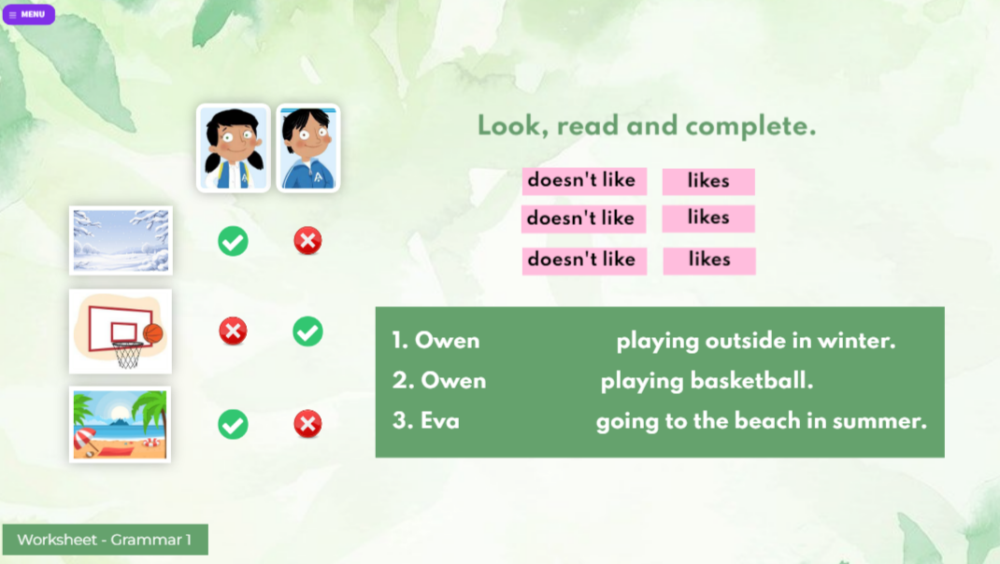 MENU
Look, read and complete.
doesn't like likes
doesn't like likes
doesn't like likes
1. Owen playing outside in winter.
2. Owen playing basketball.
3. Eva going to the beach in summer.
Worksheet - Grammar 1